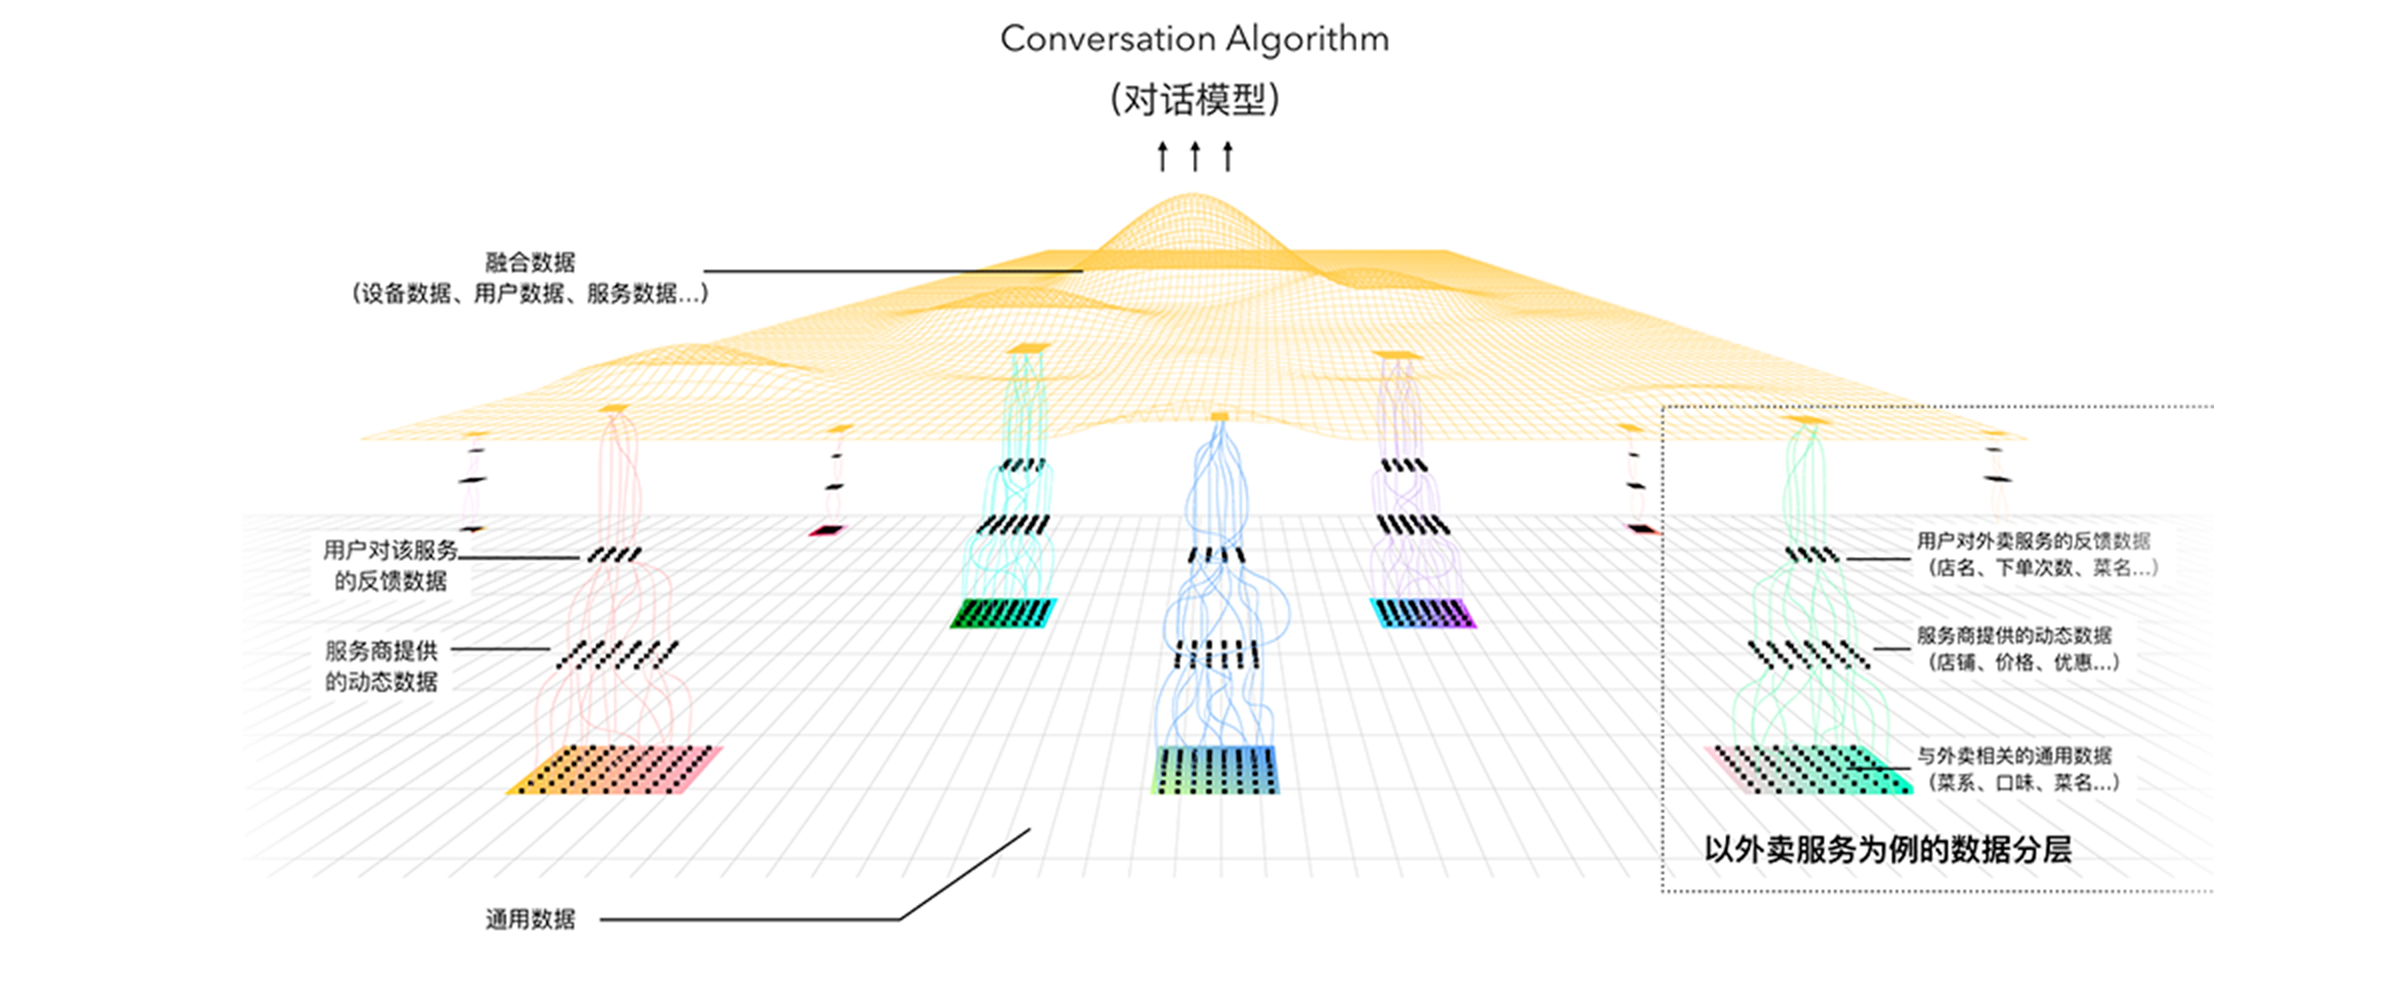 Conversation Algorithm
(对话模型)
融合数据
(设备数据、用户数据、服务数据...)
用户对该服务
的反馈数据
服务商提供
的动态数据
通用数据
用户对外卖服务的反馈数据
(店名、下单次数、菜名...)
服务商提供的动态数据
(店铺、价格、优惠...)
与外卖相关的通用数据
(菜系、口味、菜名...)
以外卖服务为例的数据分层